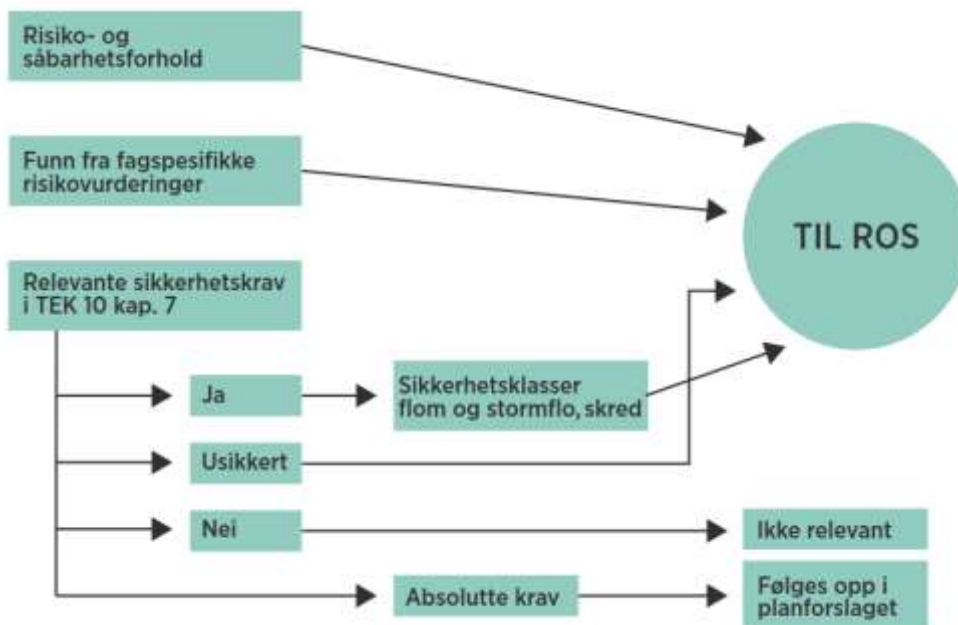 Risiko- og
såbarhetsforhold
Funn fra fagspesifikke
risikovurderinger
TIL ROS
Relevante sikkerhetskrav
i TEK 10 kap. 7
Ja
Sikkerhetsklasser
flom og stormflo, skred
Usikkert
Nei
Ikke relevant
Absolutte krav
Følges opp i
planforslaget